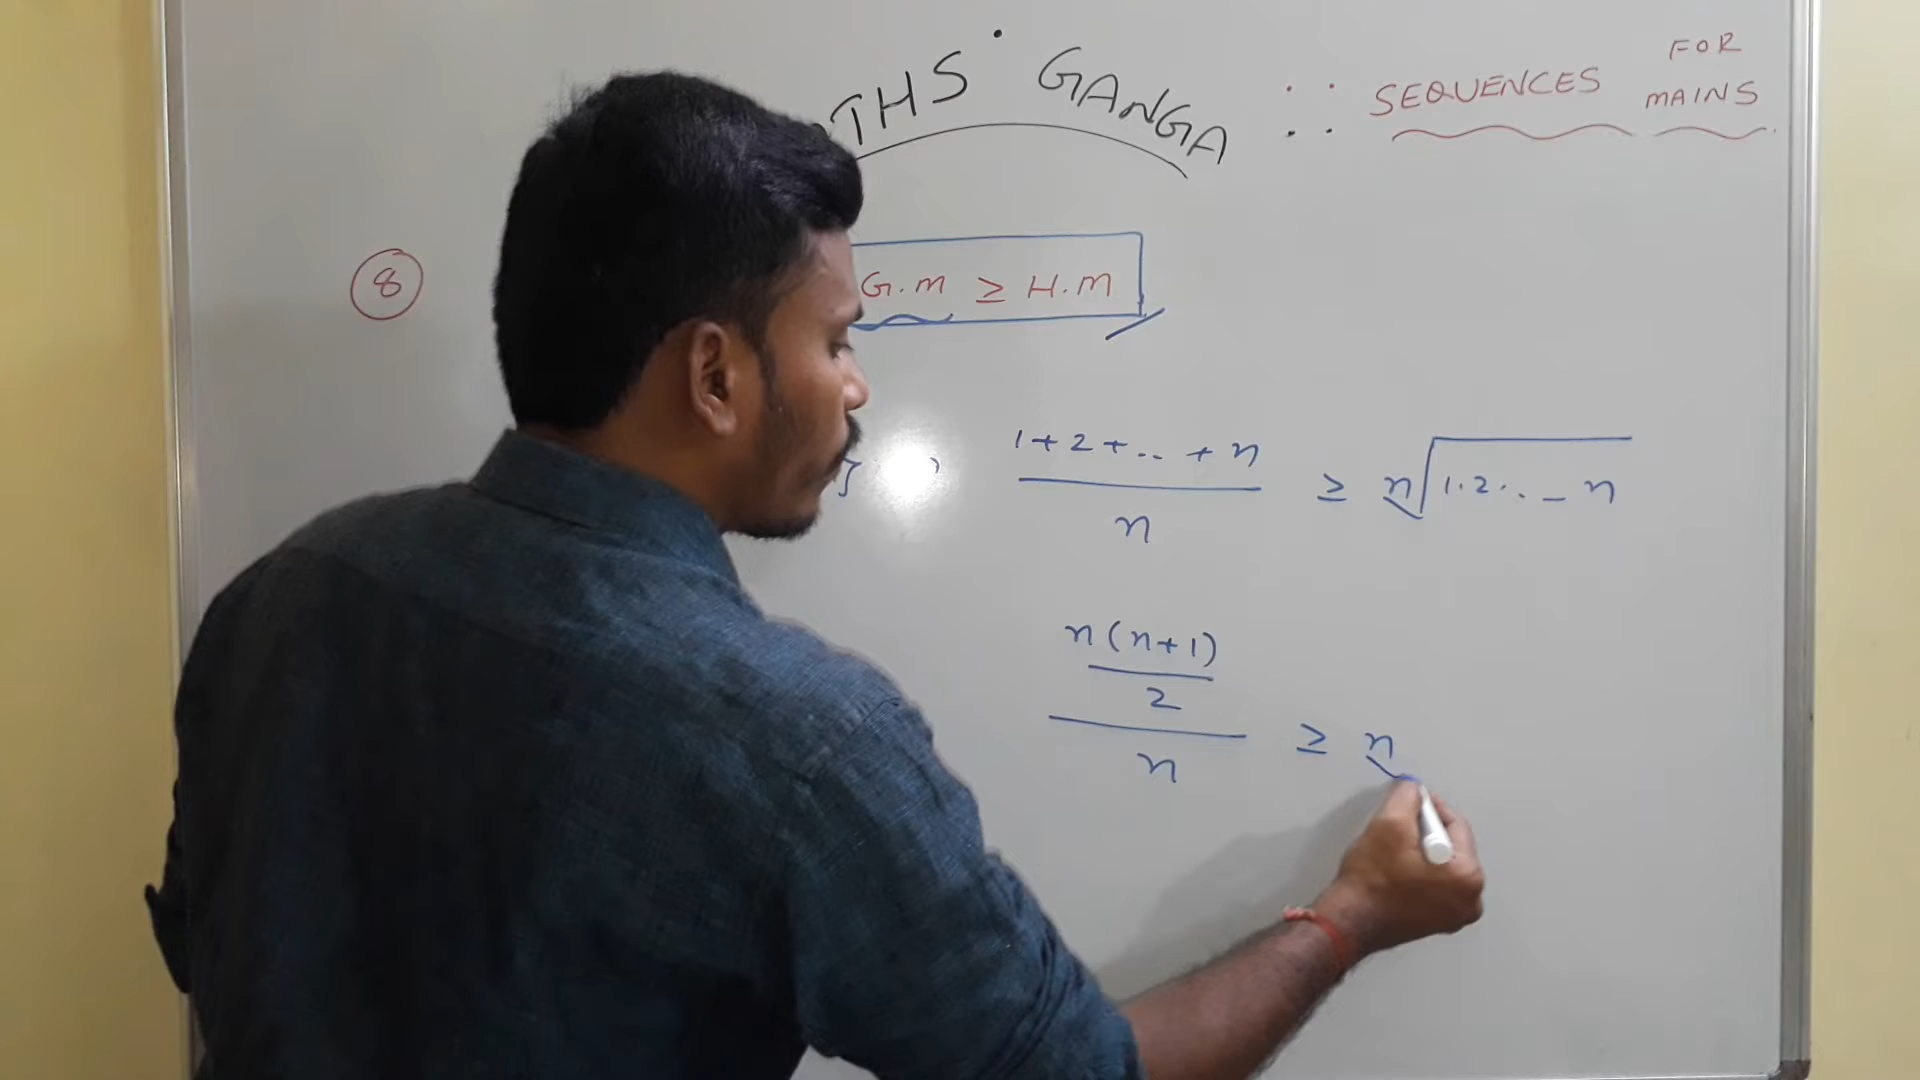 THS GANGA :: SEQUENCES FOR MAINS
8 G.M ≥ H.M
} , 1+2+..+n / n ≥ n√1.2.._n
n(n+1) / 2 / n ≥ n